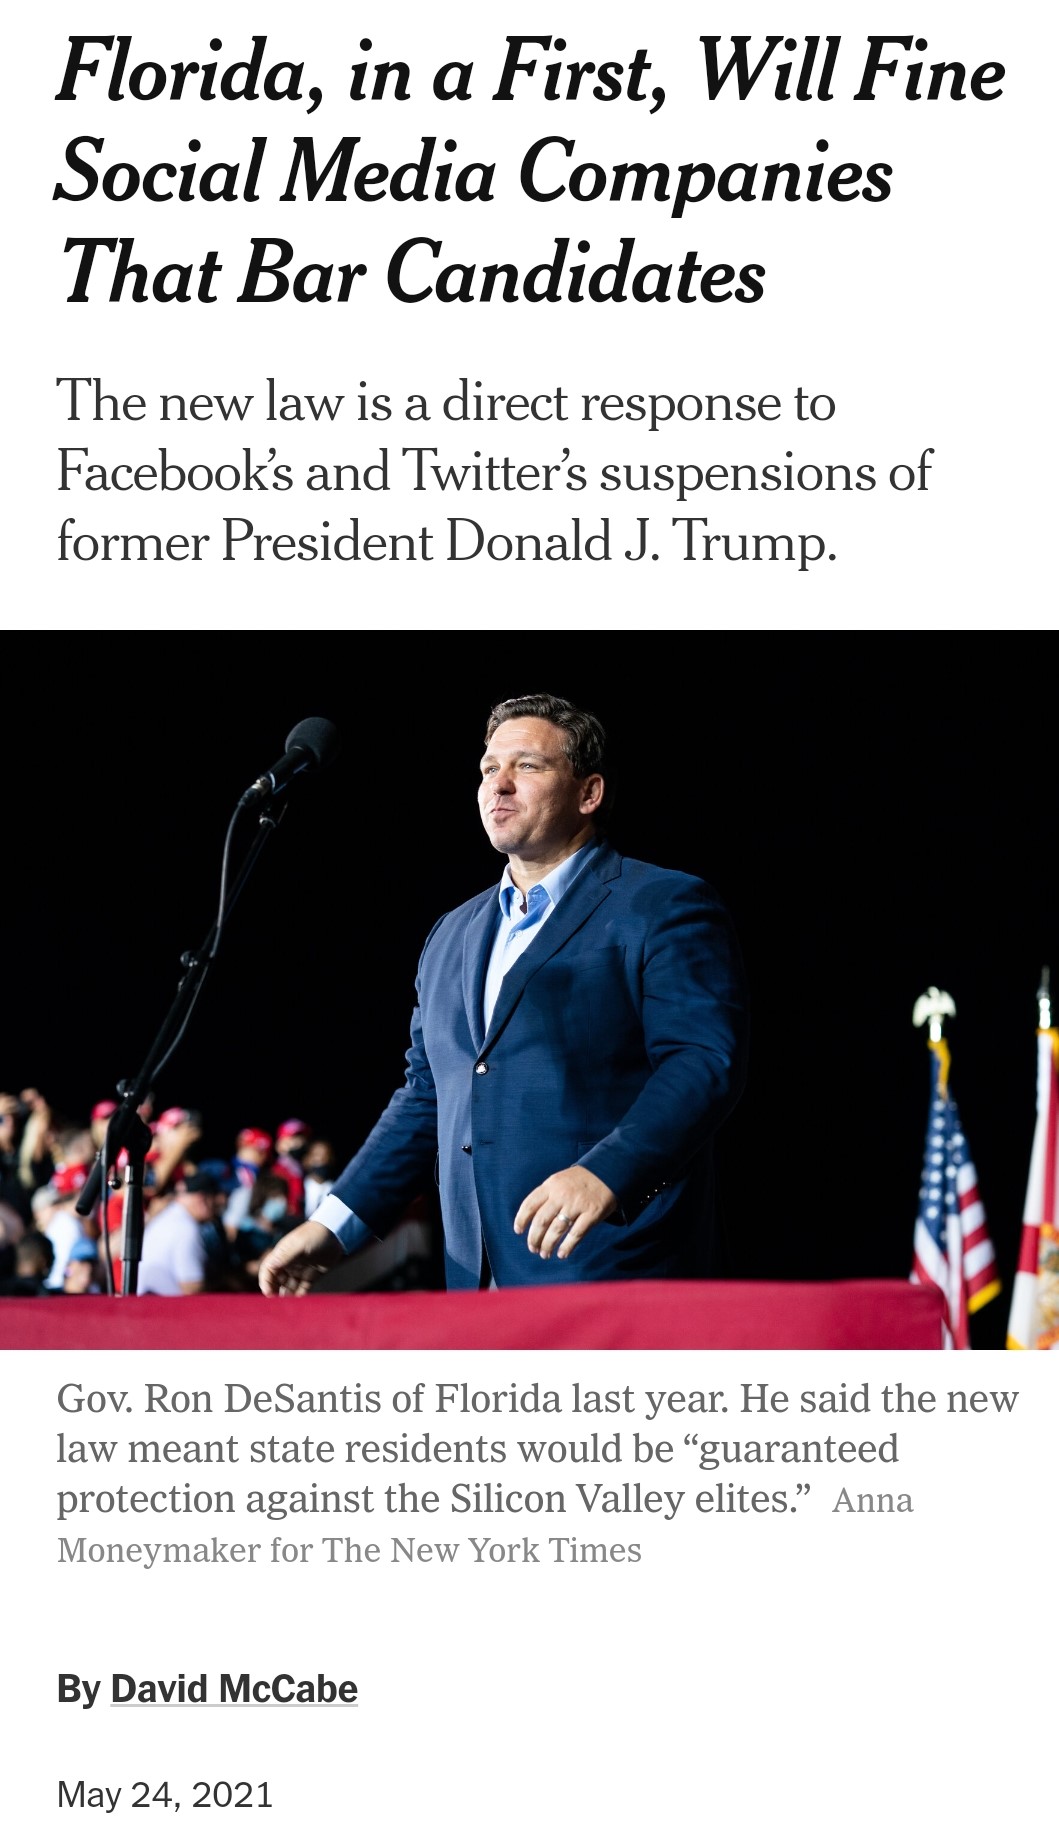 Florida, in a First, Will Fine
Social Media Companies
That Bar Candidates
The new law is a direct response to
Facebook’s and Twitter’s suspensions of
former President Donald J. Trump.
Gov. Ron DeSantis of Florida last year. He said the new
law meant state residents would be “guaranteed
protection against the Silicon Valley elites.” Anna
Moneymaker for The New York Times
By David McCabe
May 24, 2021